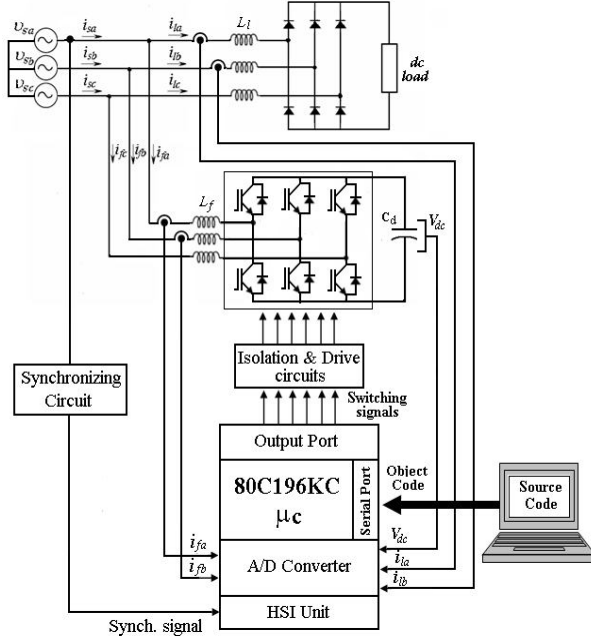 υsa
isa
ila
Ll
υsb
isb
ilb
υsc
isc
ilc
dc
load
ifc
ifb
ifa
Lf
Cd
Vdc
Isolation & Drive
circuits
Synchronizing
Circuit
Switching
signals
Output Port
80C196KC
μc
Serial Port
Object
Code
Source
Code
ifa
ifb
A/D Converter
Vdc
ila
ilb
HSI Unit
Synch. signal